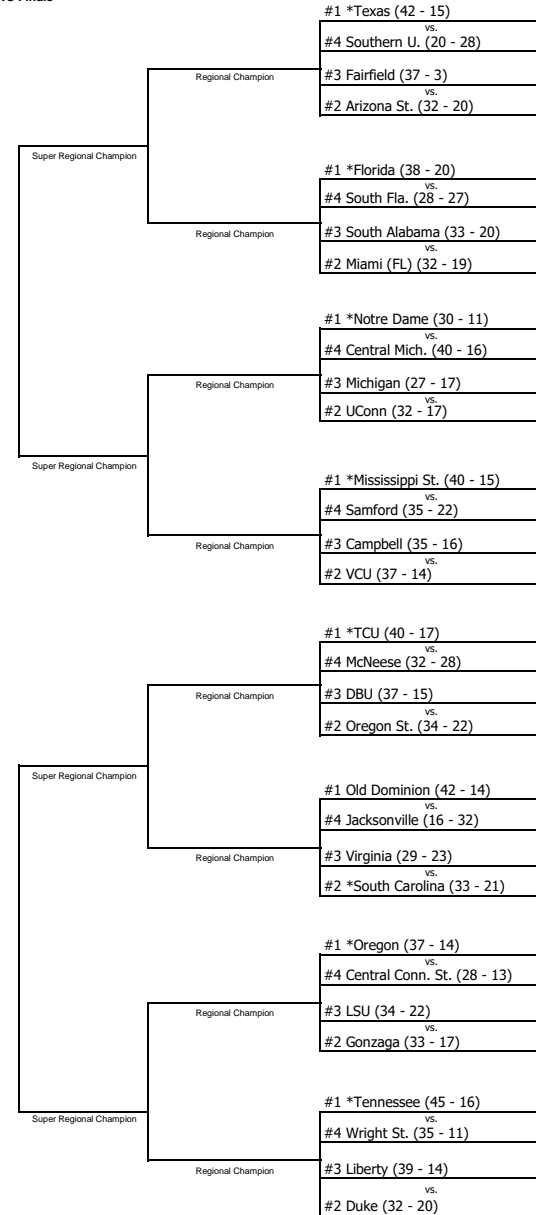 #1 *Texas (42 - 15)
vs.
#4 Southern U. (20 - 28)
Regional Champion
#3 Fairfield (37 - 3)
vs.
#2 Arizona St. (32 - 20)
Super Regional Champion
#1 *Florida (38 - 20)
vs.
#4 South Fla. (28 - 27)
Regional Champion
#3 South Alabama (33 - 20)
vs.
#2 Miami (FL) (32 - 19)
#1 *Notre Dame (30 - 11)
vs.
#4 Central Mich. (40 - 16)
Regional Champion
#3 Michigan (27 - 17)
vs.
#2 UConn (32 - 17)
Super Regional Champion
#1 *Mississippi St. (40 - 15)
vs.
#4 Samford (35 - 22)
Regional Champion
#3 Campbell (35 - 16)
vs.
#2 VCU (37 - 14)
#1 *TCU (40 - 17)
vs.
#4 McNeese (32 - 28)
Regional Champion
#3 DBU (37 - 15)
vs.
#2 Oregon St. (34 - 22)
Super Regional Champion
#1 Old Dominion (42 - 14)
vs.
#4 Jacksonville (16 - 32)
Regional Champion
#3 Virginia (29 - 23)
vs.
#2 *South Carolina (33 - 21)
#1 *Oregon (37 - 14)
vs.
#4 Central Conn. St. (28 - 13)
Regional Champion
#3 LSU (34 - 22)
vs.
#2 Gonzaga (33 - 17)
Super Regional Champion
#1 *Tennessee (45 - 16)
vs.
#4 Wright St. (35 - 11)
Regional Champion
#3 Liberty (39 - 14)
vs.
#2 Duke (32 - 20)